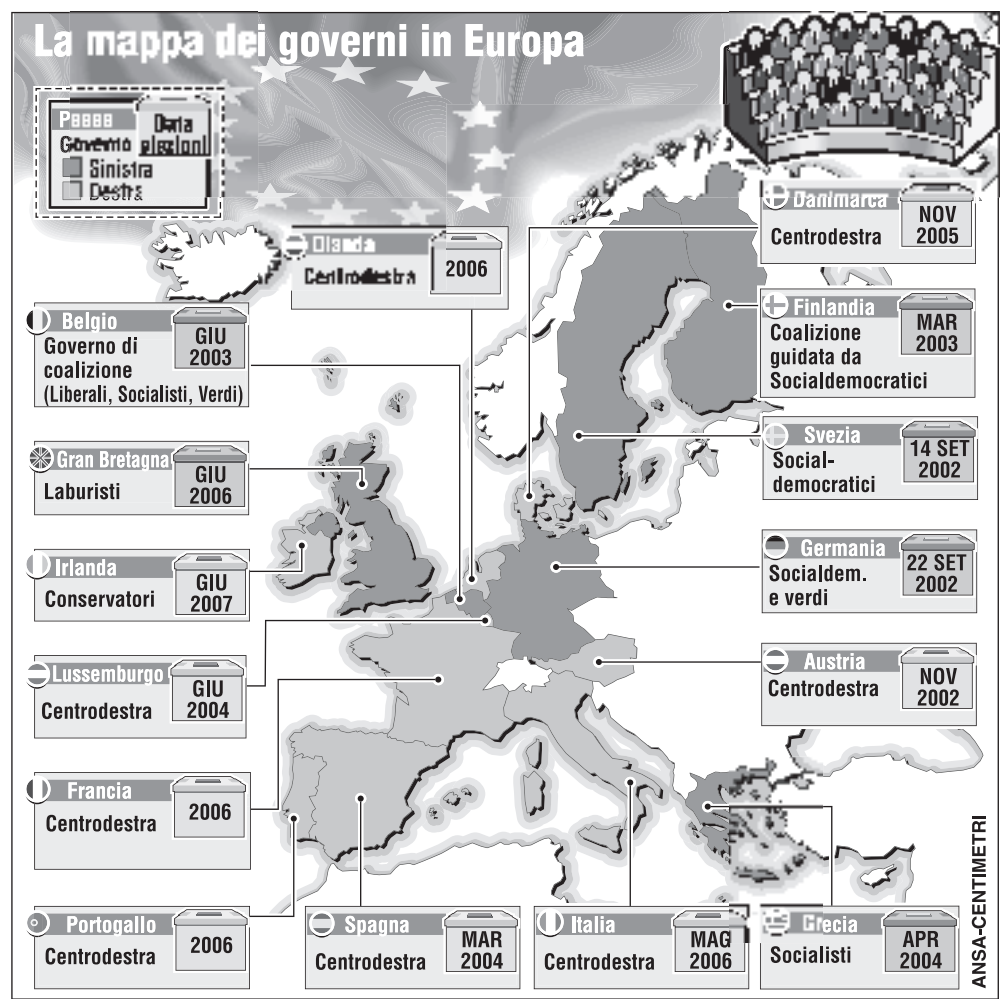 La mappa dei governi in Europa
Paese
Data elezioni
Governo
Sinistra
Destra
Olanda
Centrodestra
2006
Danimarca
Centrodestra
NOV
2005
Belgio
Governo di
coalizione
(Liberali, Socialisti, Verdi)
GIU
2003
Finlandia
Coalizione
guidata da
Socialdemocratici
MAR
2003
Gran Bretagna
Laburisti
GIU
2006
Svezia
Social-
democratici
14 SET
2002
Irlanda
Conservatori
GIU
2007
Germania
Socialdem.
e verdi
22 SET
2002
Lussemburgo
Centrodestra
GIU
2004
Austria
Centrodestra
NOV
2002
Francia
Centrodestra
2006
Portogallo
Centrodestra
2006
Spagna
Centrodestra
MAR
2004
Italia
Centrodestra
MAG
2006
Grecia
Socialisti
APR
2004
ANSA-CENTIMETRI